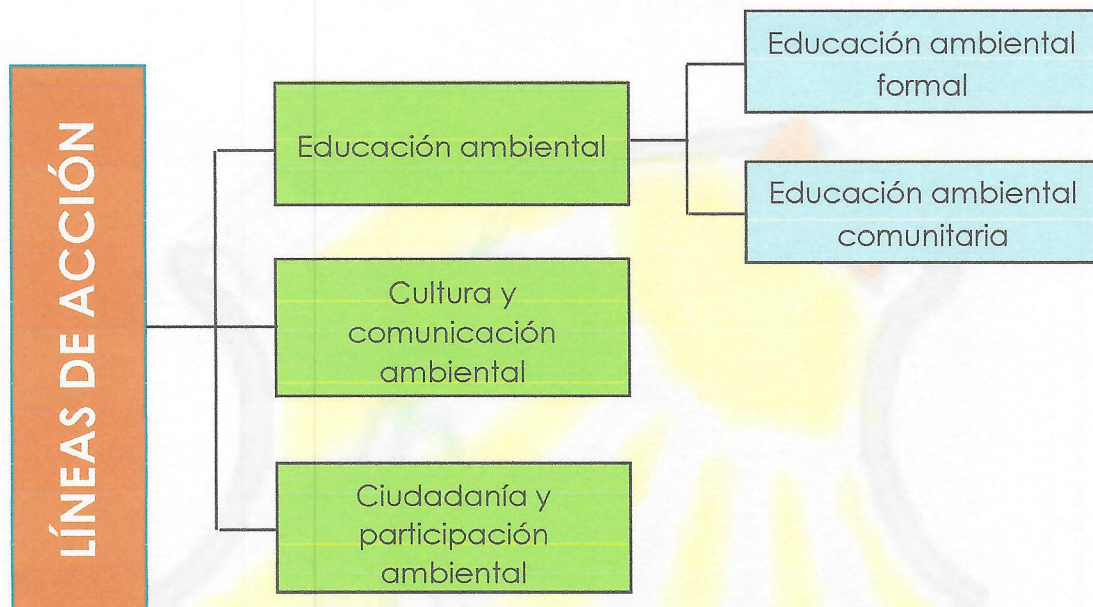 LÍNEAS DE ACCIÓN
Educación ambiental
Educación ambiental
formal
Educación ambiental
comunitaria
Cultura y
comunicación
ambiental
Ciudadanía y
participación
ambiental